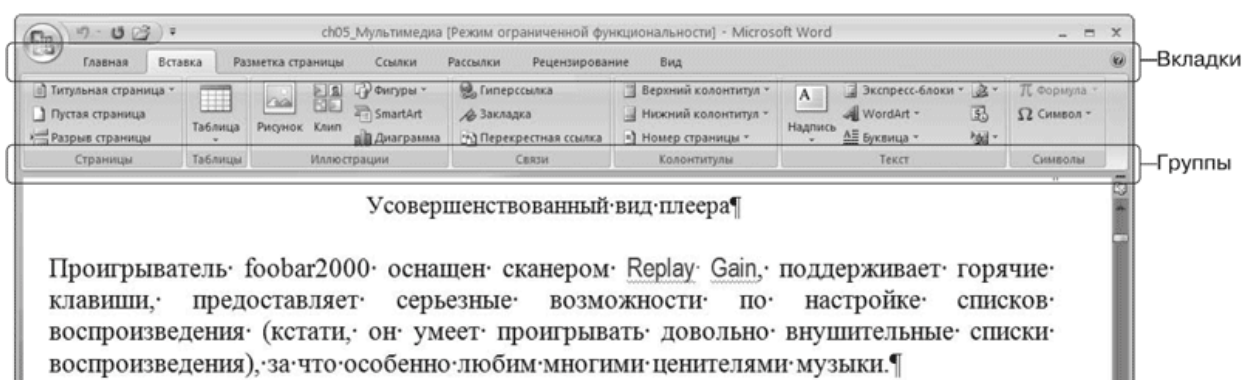 ch05_Мультимедиа [Режим ограниченной функциональности] - Microsoft Word
Главная Вставка Разметка страницы Ссылки Рассылки Рецензирование Вид
Вкладки
Титульная страница Фигуры Гиперссылка Верхний колонтитул Экспресс-блоки Формула
Пустая страница SmartArt Закладка Нижний колонтитул WordArt Символ
Разрыв страницы Таблица Рисунок Клип Диаграмма Перекрестная ссылка Номер страницы Надпись Буквица
Страницы Таблицы Иллюстрации Связи Колонтитулы Текст Символы
Группы
Усовершенствованный·вид·плеера¶
Проигрыватель· foobar2000· оснащен· сканером· Replay· Gain,· поддерживает· горячие·
клавиши,· предоставляет· серьезные· возможности· по· настройке· списков·
воспроизведения· (кстати,· он· умеет· проигрывать· довольно· внушительные· списки·
воспроизведения),·за·что·особенно·любим·многими·ценителями·музыки.¶